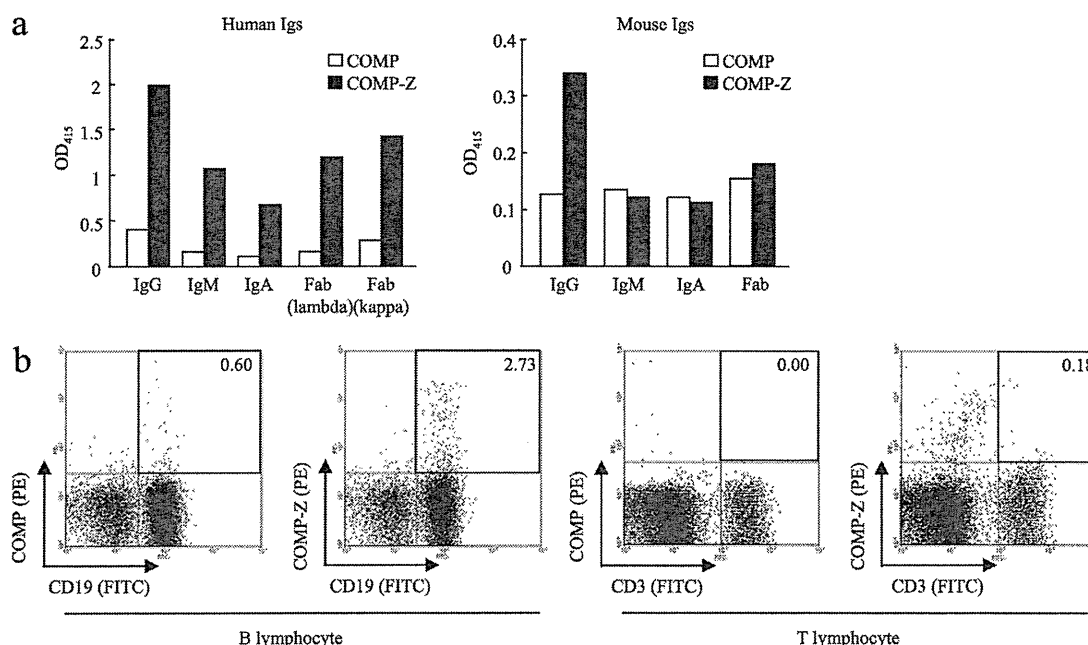 a
Human Igs
2.5
2
1.5
1
0.5
0
OD415
COMP
COMP-Z
IgG IgM IgA Fab Fab
(lambda)(kappa)
Mouse Igs
0.4
0.3
0.2
0.1
0
OD415
COMP
COMP-Z
IgG IgM IgA Fab
b
0.60
COMP (PE)
CD19 (FITC)
2.73
COMP-Z (PE)
CD19 (FITC)
0.00
COMP (PE)
CD3 (FITC)
0.18
COMP-Z (PE)
CD3 (FITC)
B lymphocyte
T lymphocyte